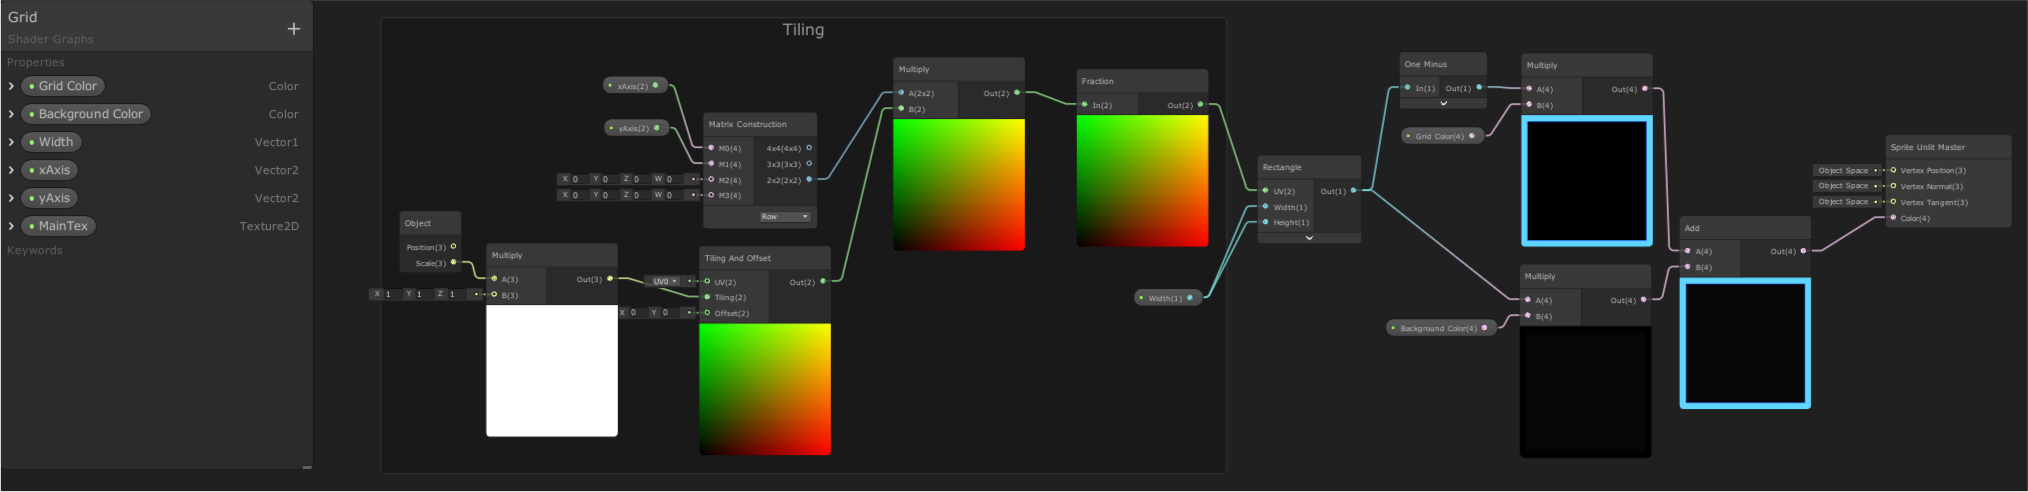 Grid
Shader Graphs
+
Properties
Grid Color Color
Background Color Color
Width Vector1
xAxis Vector2
yAxis Vector2
MainTex Texture2D
Keywords
Tiling
Object
Position(3)
Scale(3)
X 1 Y 1 Z 1
Multiply
A(3) Out(3)
B(3)
xAxis(2)
yAxis(2)
X 0 Y 0 Z 0 W 0
X 0 Y 0 Z 0 W 0
Matrix Construction
M0(4) 4x4(4x4)
M1(4) 3x3(3x3)
M2(4) 2x2(2x2)
M3(4)
Row
UV0
X 0 Y 0
Tiling And Offset
UV(2) Out(2)
Tiling(2)
Offset(2)
Multiply
A(2x2) Out(2)
B(2)
Fraction
In(2) Out(2)
Width(1)
Rectangle
UV(2) Out(1)
Width(1)
Height(1)
One Minus
In(1) Out(1)
Grid Color(4)
Multiply
A(4) Out(4)
B(4)
Background Color(4)
Multiply
A(4) Out(4)
B(4)
Add
A(4) Out(4)
B(4)
Object Space
Object Space
Object Space
Sprite Unlit Master
Vertex Position(3)
Vertex Normal(3)
Vertex Tangent(3)
Color(4)